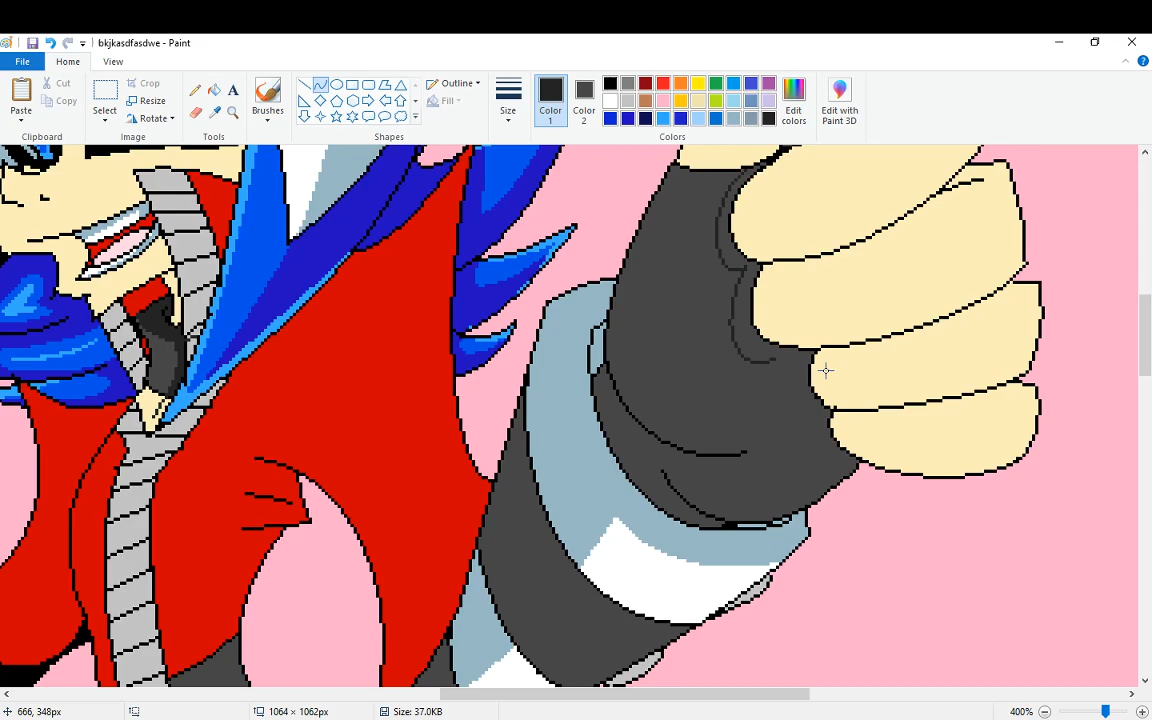 bkjkasdfasdwe - Paint
File Home View
Paste Cut Copy
Clipboard
Select Crop Resize Rotate
Image
A
Tools
Brushes
Outline Fill
Shapes
Size
Color 1 Color 2
Edit colors
Edit with Paint 3D
Colors
666, 348px 1064 × 1062px Size: 37.0KB 400%